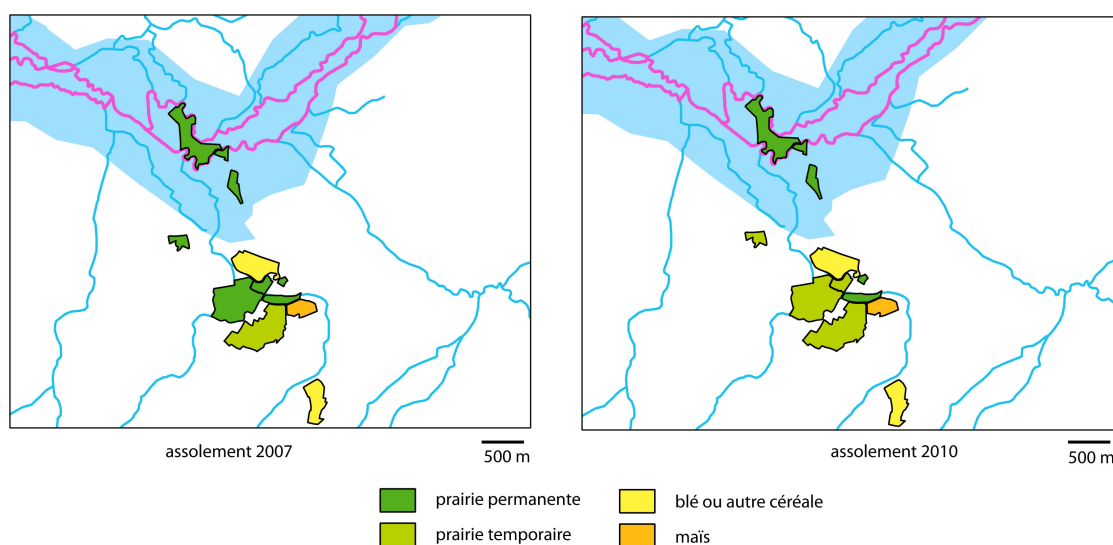 assolement 2007
500 m
assolement 2010
500 m
prairie permanente
blé ou autre céréale
prairie temporaire
maïs